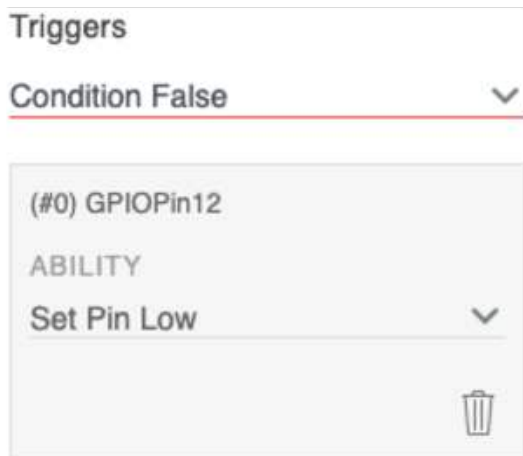 Triggers
Condition False
(#0) GPIOPin12
ABILITY
Set Pin Low